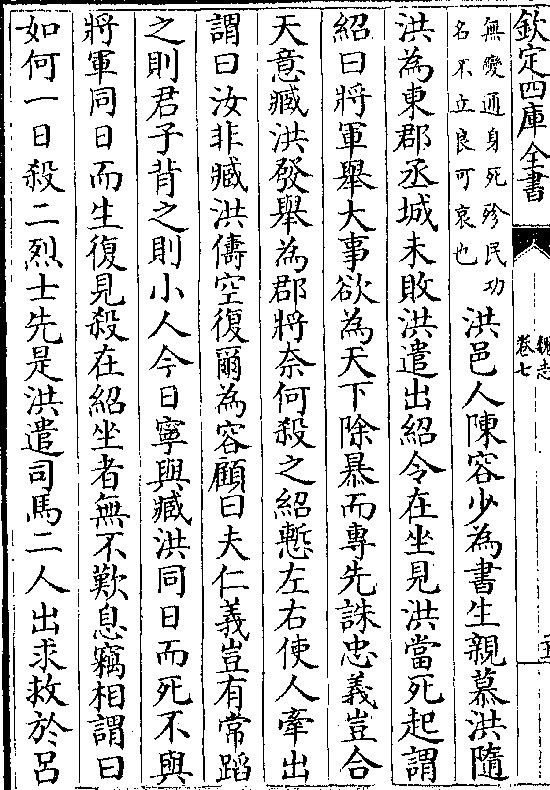 欽定四庫全書
魏志
卷七
無變通身死殄民功
名不立良可哀也
洪邑人陳容少為書生親慕洪隨
洪為東郡丞城未敗洪遣出紹令在坐見洪當死起謂
紹曰將軍舉大事欲為天下除暴而專先誅忠義豈合
天意臧洪發舉為郡將奈何殺之紹慙左右使人牽出
謂曰汝非臧洪儔空復爾為容顧曰夫仁義豈有常蹈
之則君子背之則小人今日寧與臧洪同日而死不與
將軍同日而生復見殺在紹坐者無不歎息竊相謂曰
如何一日殺二烈士先是洪遣司馬二人出求救於呂